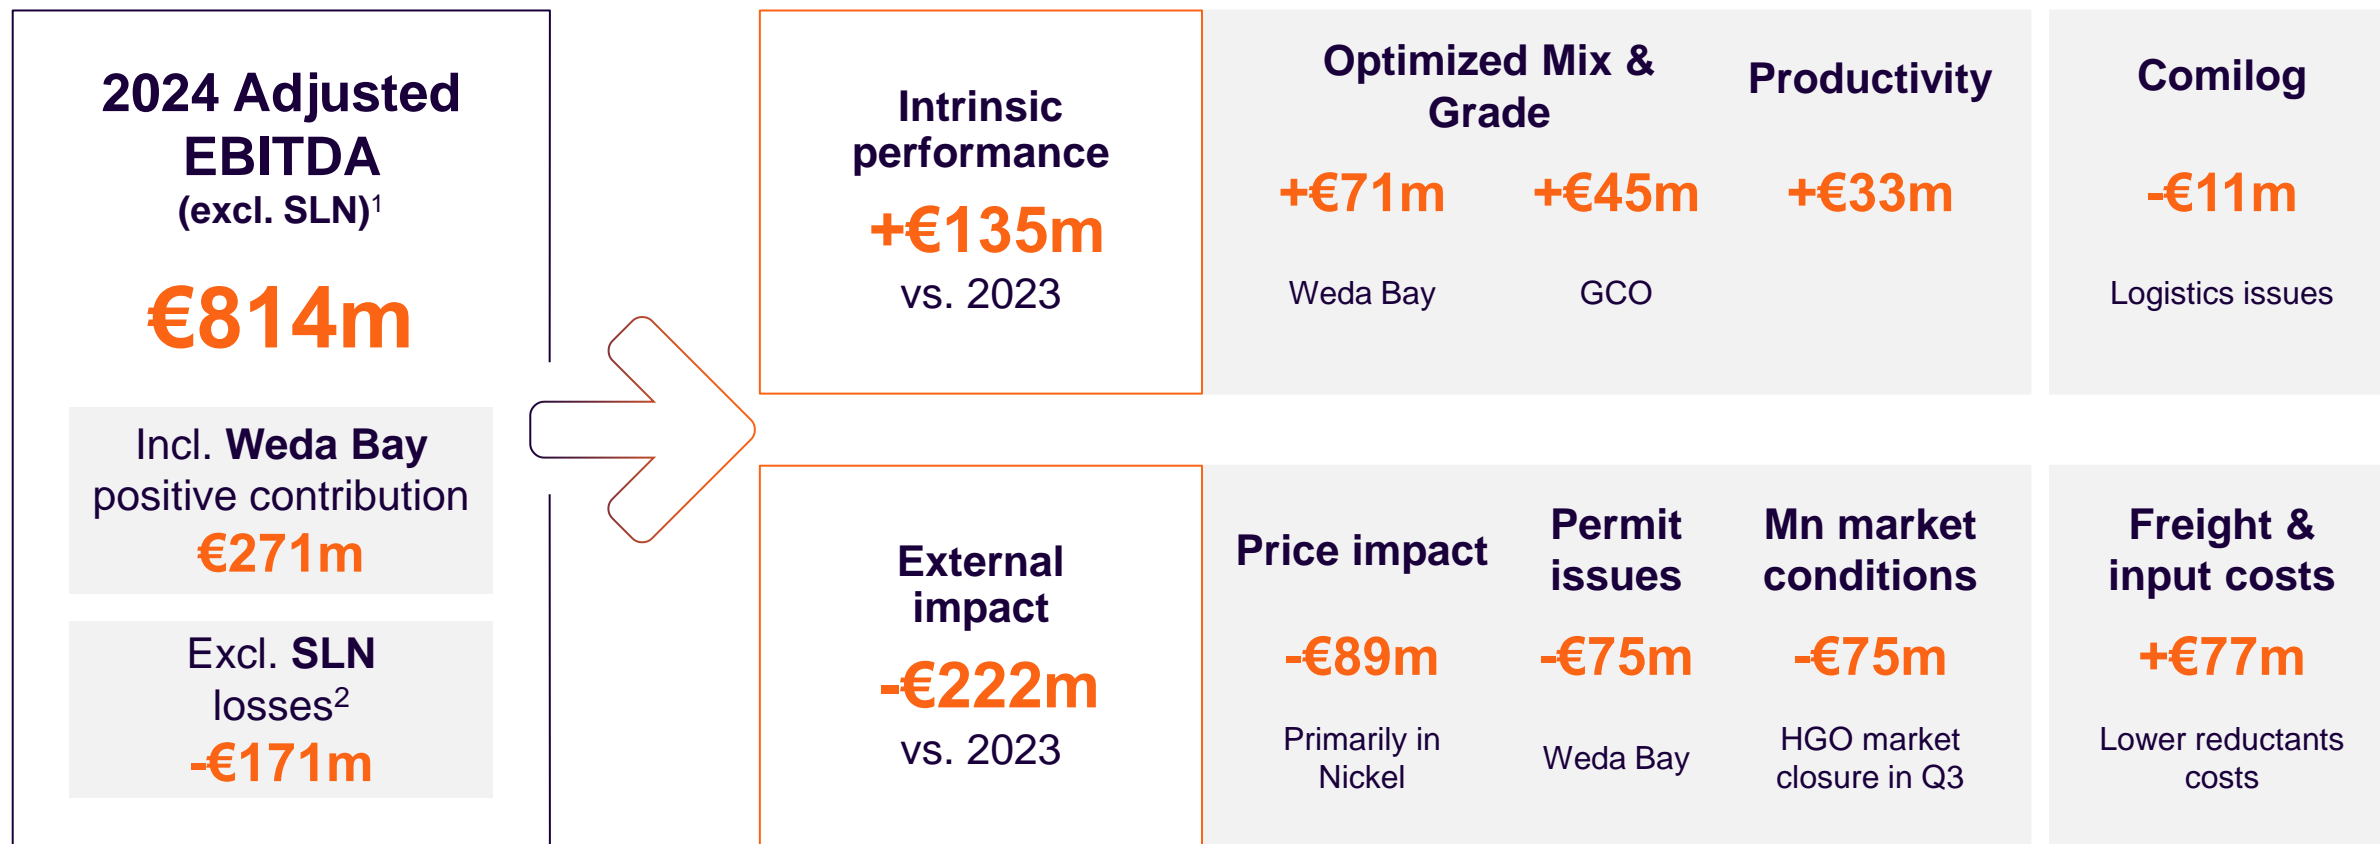 2024 Adjusted
EBITDA
(excl. SLN)1
€814m
Incl. Weda Bay
positive contribution
€271m
Excl. SLN
losses2
-€171m
Intrinsic
performance
+€135m
vs. 2023
Optimized Mix &
Grade
+€71m
+€45m
Weda Bay
GCO
Productivity
+€33m
Comilog
-€11m
Logistics issues
External
impact
-€222m
vs. 2023
Price impact
-€89m
Primarily in
Nickel
Permit
issues
-€75m
Weda Bay
Mn market
conditions
-€75m
HGO market
closure in Q3
Freight &
input costs
+€77m
Lower reductants
costs